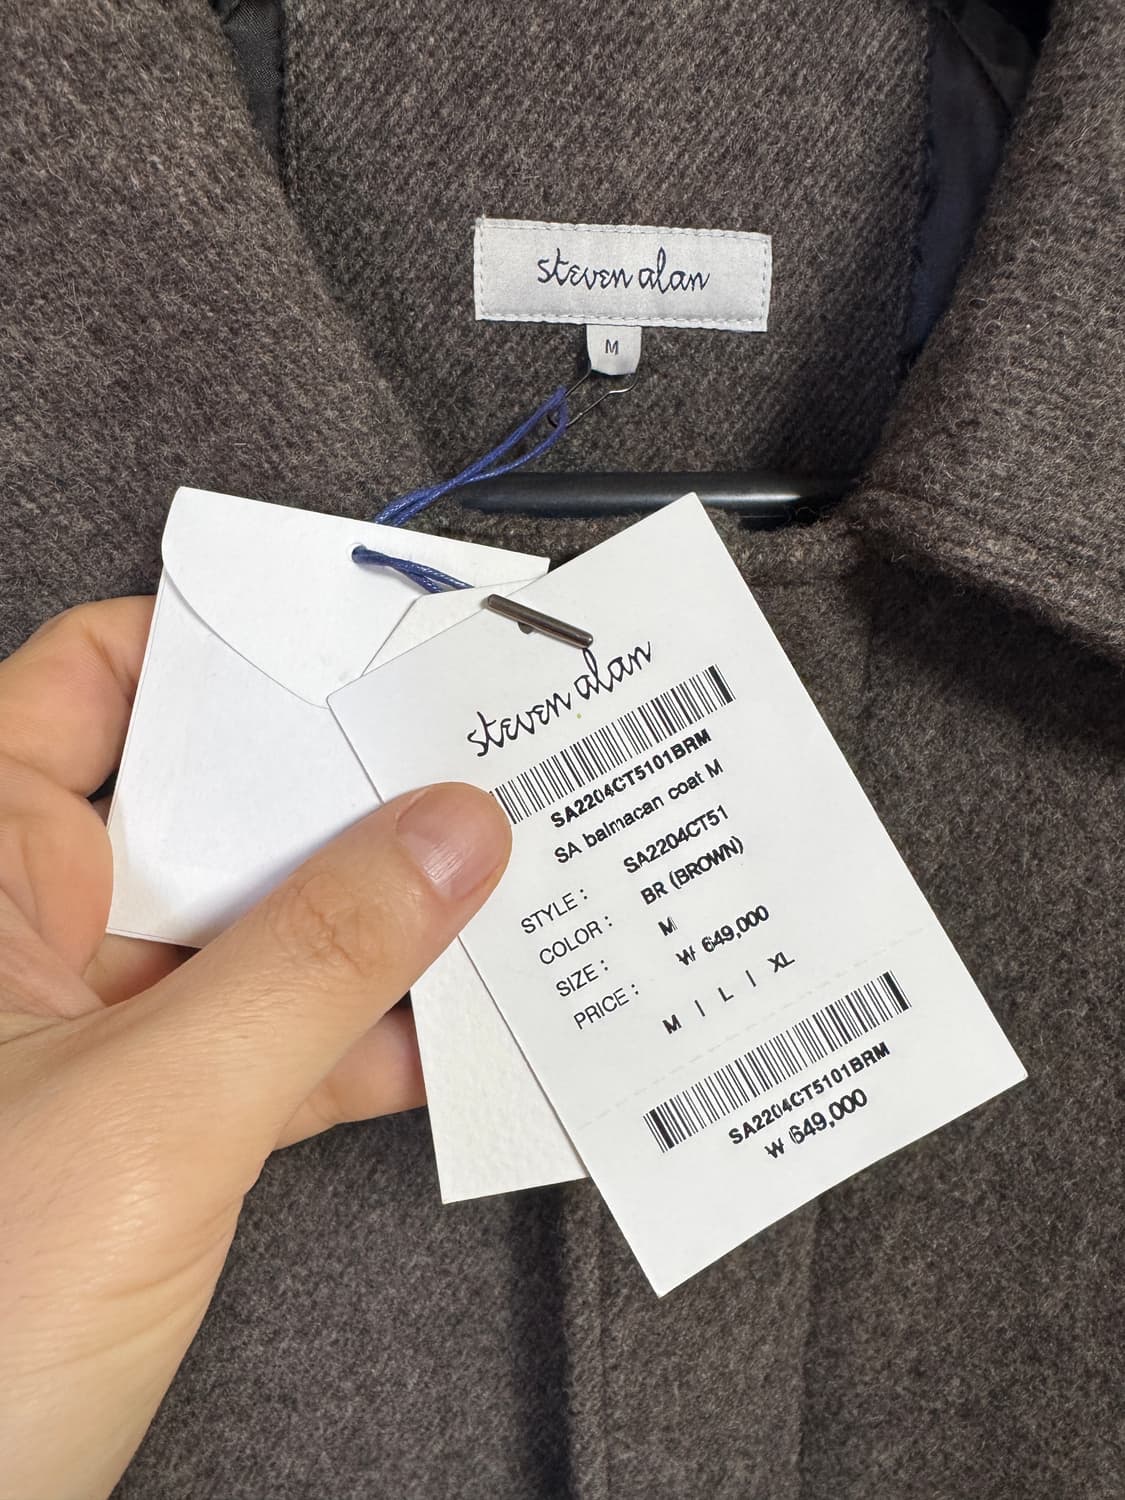 steven alan
M
steven alan
SA2204CT5101BRM
SA balmacan coat M
STYLE : SA2204CT51
COLOR : BR (BROWN)
SIZE : M
PRICE : ₩ 649,000
M | L | XL
SA2204CT5101BRM
₩ 649,000